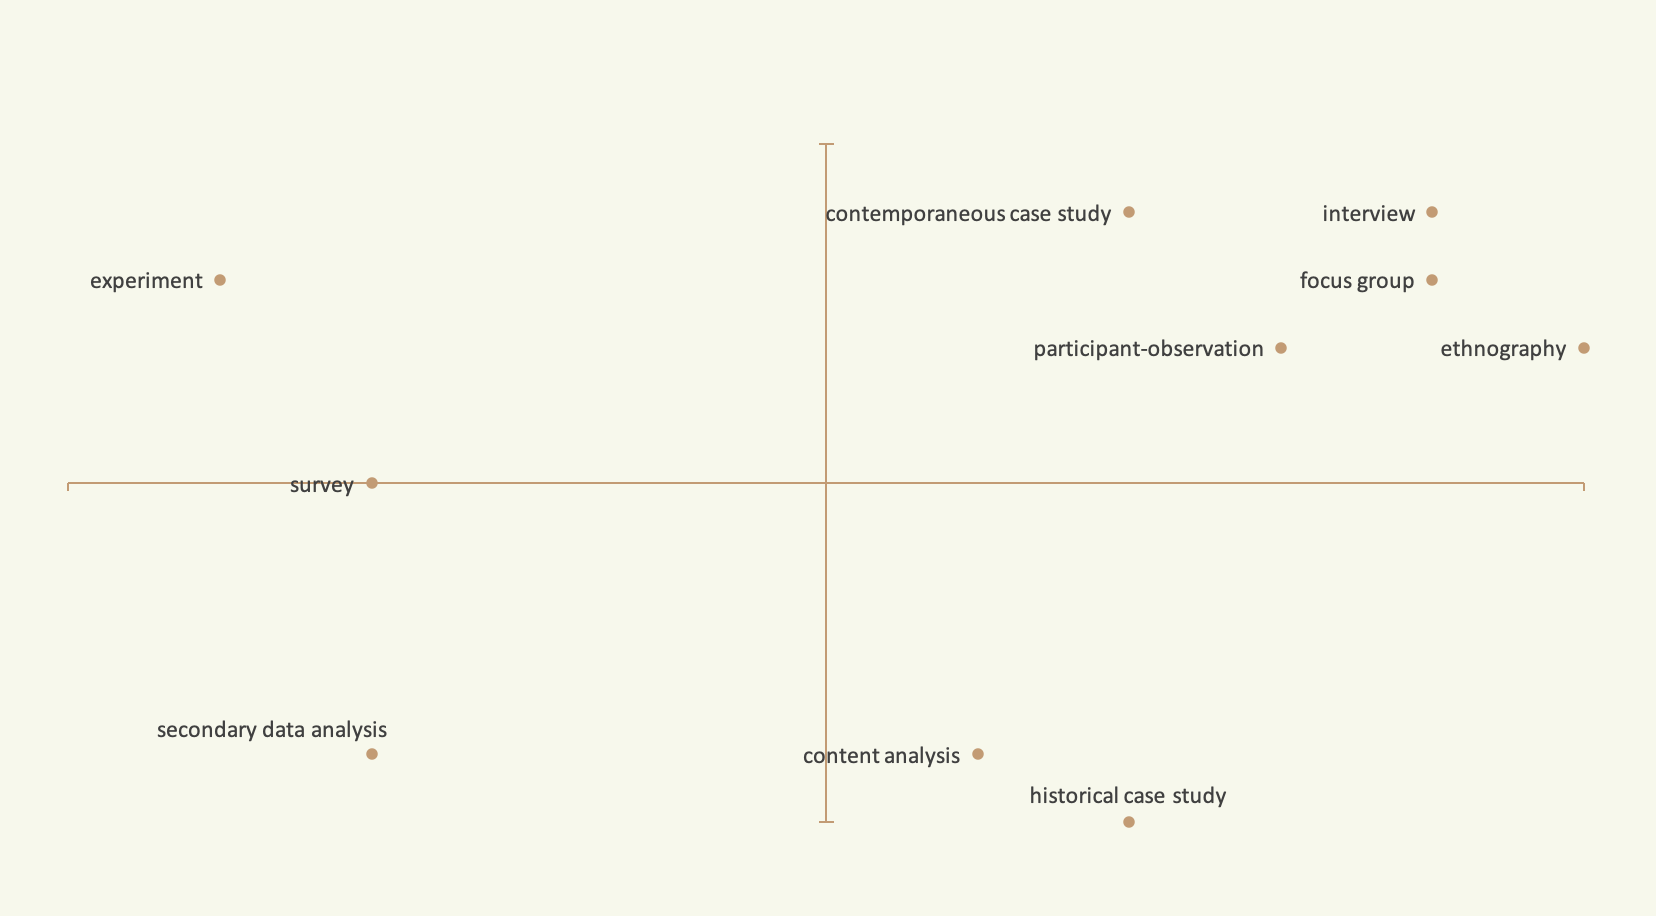 contemporaneous case study
interview
experiment
focus group
participant-observation
ethnography
survey
secondary data analysis
content analysis
historical case study